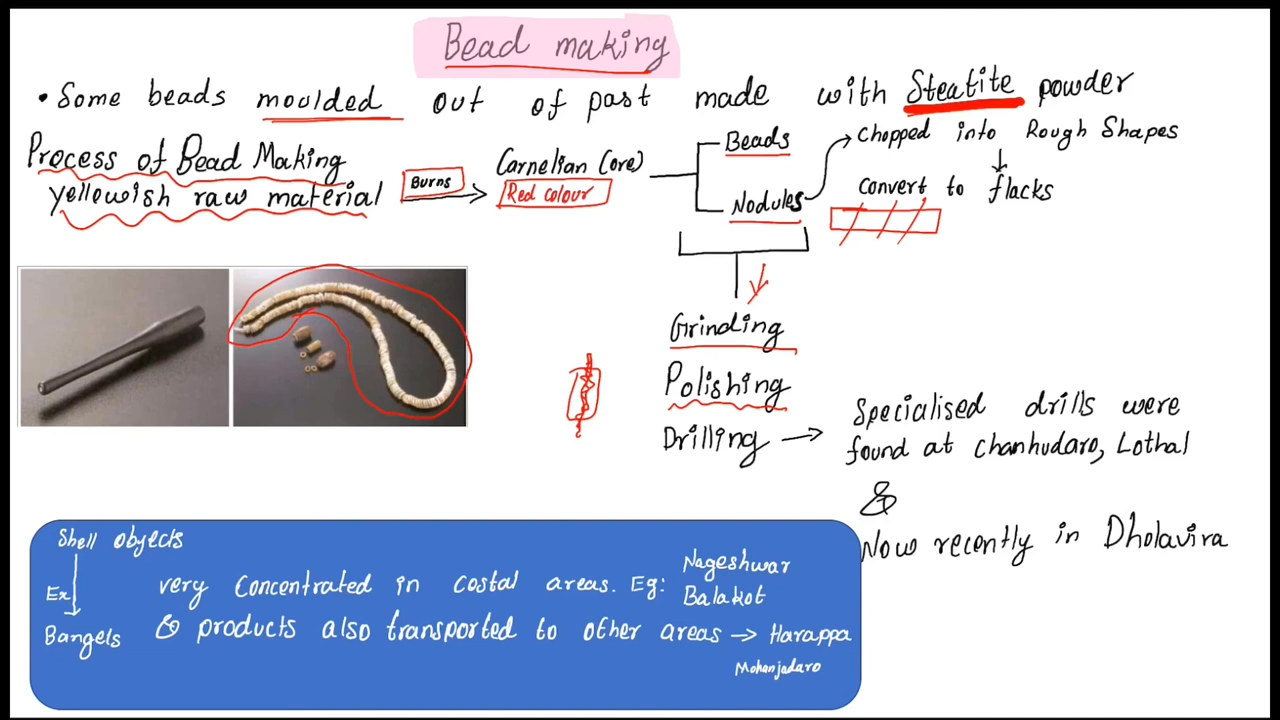 Bead making
• Some beads moulded out of past made with Steatite powder
Process of Bead Making
yellowish raw material
Burns
Carnelian (ore)
Red colour
Beads
Nodules
Chopped into Rough Shapes
Convert to flacks
Grinding
Polishing
Drilling
Specialised drills were
found at Chanhudaro, Lothal
&
Now recently in Dholavira
Shell objects
Ex
Bangels
very Concentrated in Costal areas. Eg:
Nageshwar
Balakot
& products also transported to other areas → Harappa
Mohanjadaro